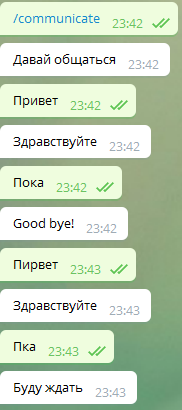 /communicate 23:42
Давай общаться 23:42
Привет 23:42
Здравствуйте 23:42
Пока 23:42
Good bye! 23:42
Пирвет 23:43
Здравствуйте 23:43
Пка 23:43
Буду ждать 23:43